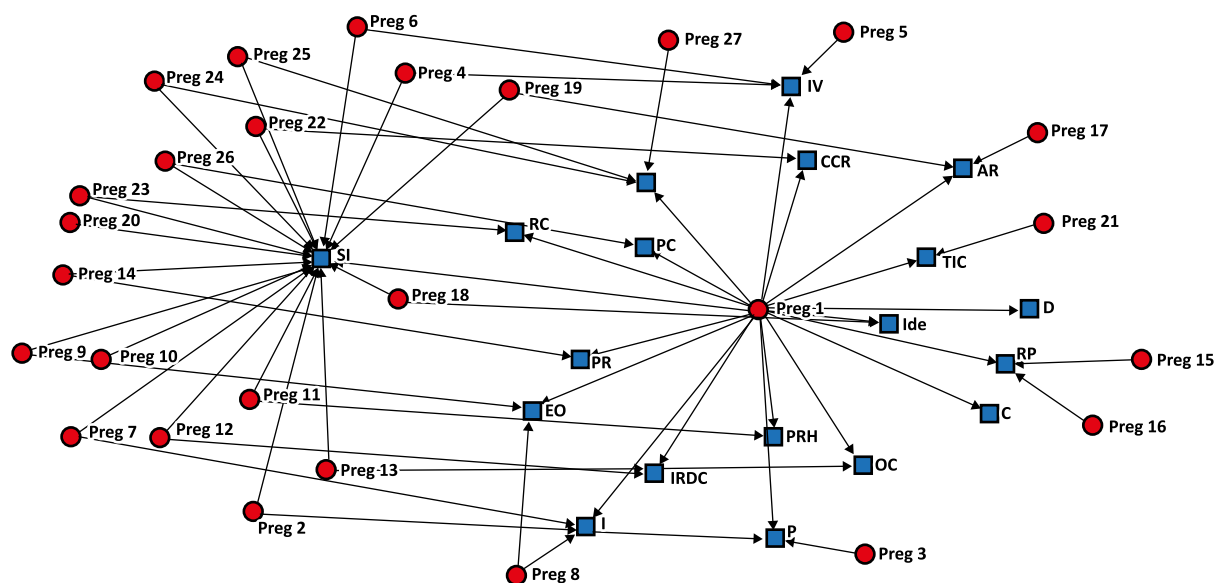 Preg 6
Preg 27
Preg 5
Preg 25
Preg 24
Preg 4
Preg 19
IV
Preg 22
Preg 17
Preg 26
CCR
AR
Preg 23
Preg 20
RC
PC
Preg 21
SI
TIC
Preg 14
Preg 18
Preg 1
D
Ide
Preg 9
Preg 10
PR
RP
Preg 15
Preg 11
EO
C
Preg 7
Preg 12
PRH
Preg 16
Preg 13
IRDC
OC
Preg 2
I
P
Preg 3
Preg 8